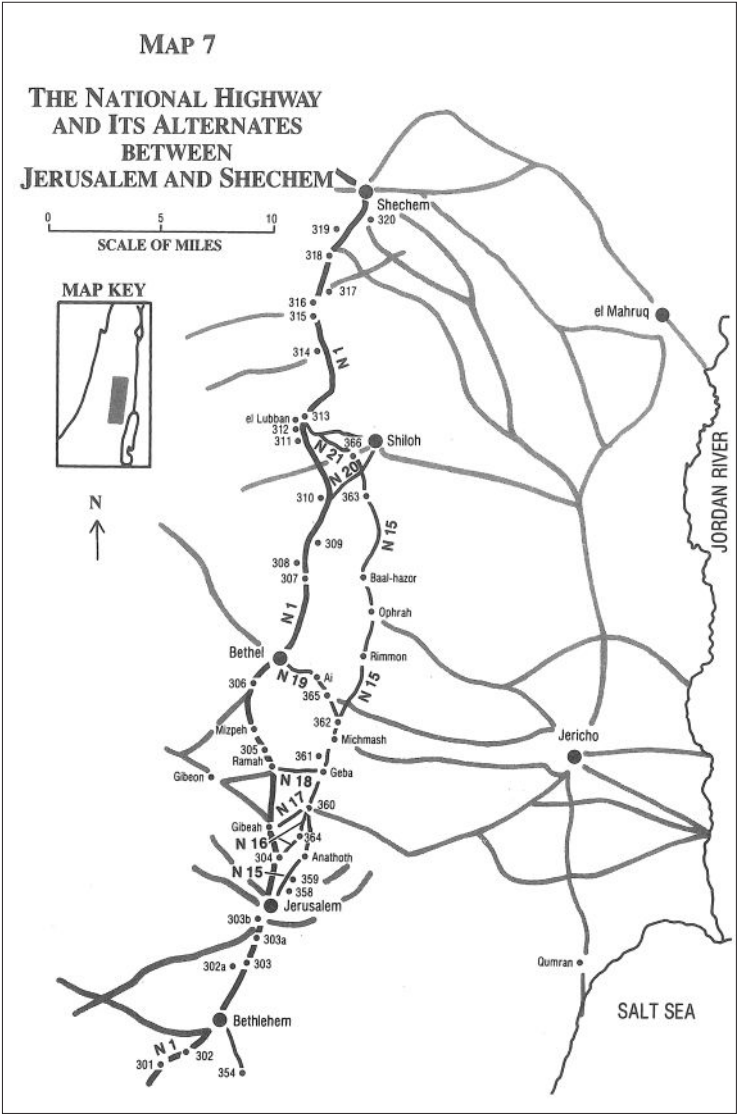 MAP 7
THE NATIONAL HIGHWAY
AND ITS ALTERNATES
BETWEEN
JERUSALEM AND SHECHEM
0 5 10
SCALE OF MILES
MAP KEY
N
Shechem
320
319
318
317
316
315
el Mahruq
314
N 1
313
el Lubban
312
311
366
Shiloh
N 21
N 20
363
310
JORDAN RIVER
N 15
309
308
307
Baal-hazor
N 1
Ophrah
Bethel
Rimmon
N 19
Ai
306
365
N 15
362
Mizpeh
Michmash
Jericho
305
361
Ramah
Geba
Gibeon
N 18
N 17
360
Gibeah
N 16
364
304
Anathoth
N 15
359
358
Jerusalem
303b
303a
302a
303
Qumran
SALT SEA
Bethlehem
N 1
302
301
354